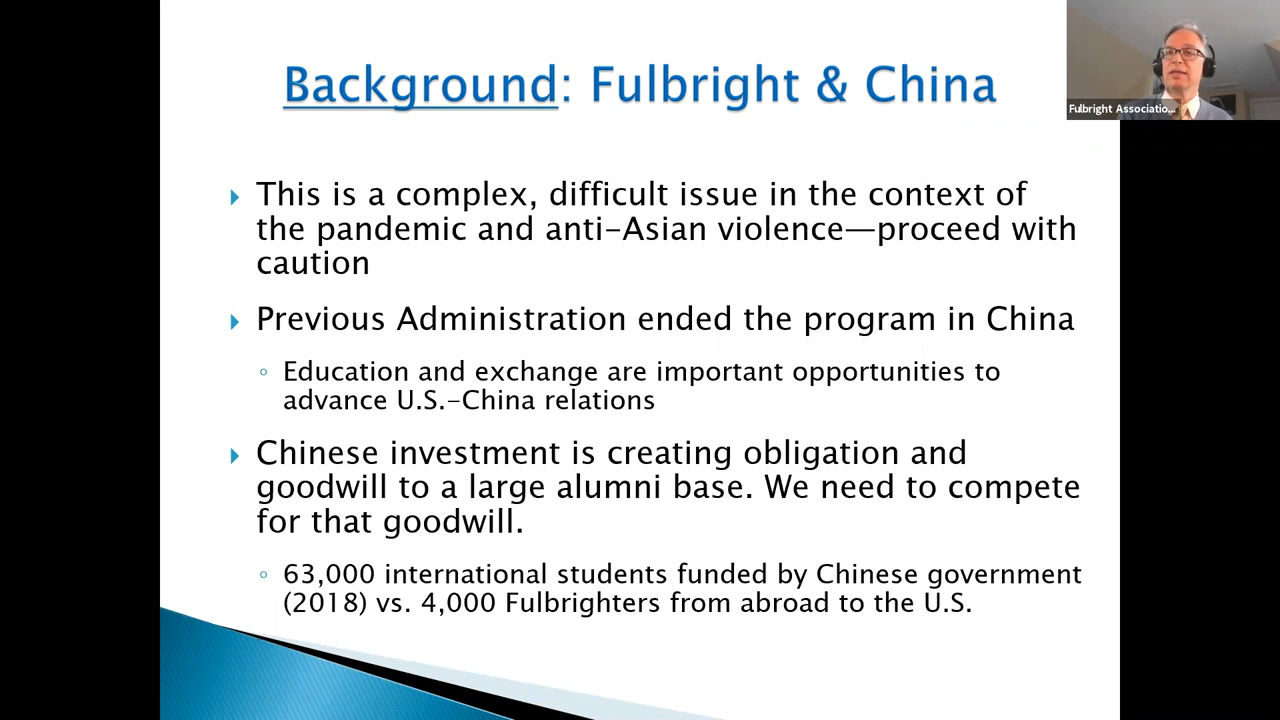 Background: Fulbright & China
Fulbright Associatio...
This is a complex, difficult issue in the context of
the pandemic and anti-Asian violence—proceed with
caution
Previous Administration ended the program in China
Education and exchange are important opportunities to
advance U.S.-China relations
Chinese investment is creating obligation and
goodwill to a large alumni base. We need to compete
for that goodwill.
63,000 international students funded by Chinese government
(2018) vs. 4,000 Fulbrighters from abroad to the U.S.